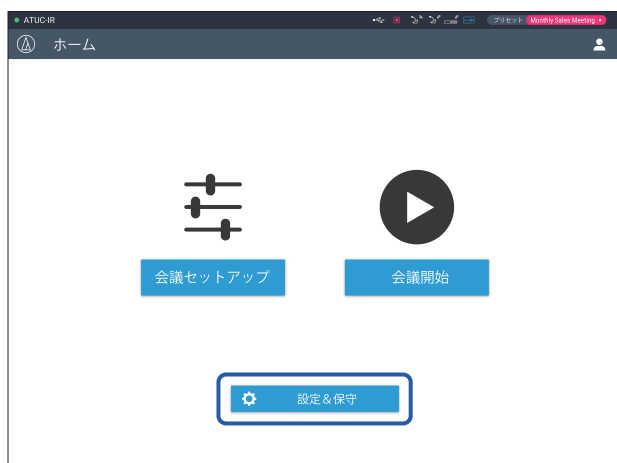 ATUC-IR
プリセット Monthly Sales Meeting
ホーム
会議セットアップ
会議開始
設定&保守